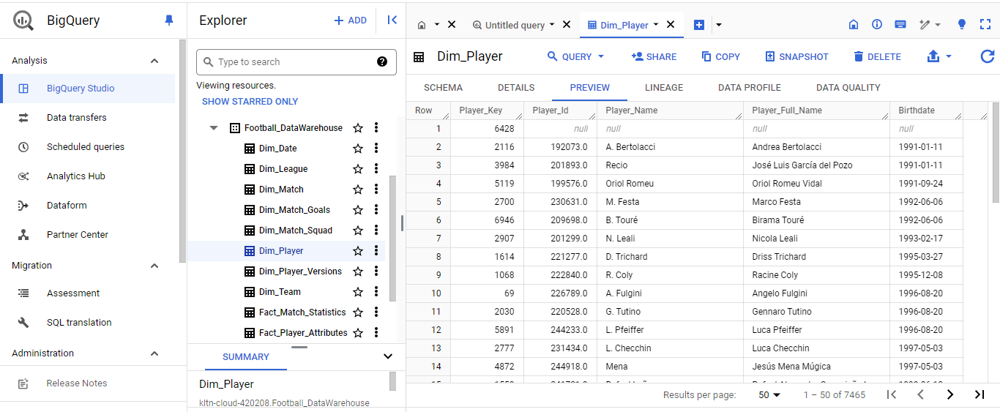 BigQuery
Analysis
BigQuery Studio
Data transfers
Scheduled queries
Analytics Hub
Dataform
Partner Center
Migration
Assessment
SQL translation
Administration
Release Notes
Explorer
+ ADD
Type to search
Viewing resources.
SHOW STARRED ONLY
Football_DataWarehouse
Dim_Date
Dim_League
Dim_Match
Dim_Match_Goals
Dim_Match_Squad
Dim_Player
Dim_Player_Versions
Dim_Team
Fact_Match_Statistics
Fact_Player_Attributes
SUMMARY
Dim_Player
kltn-cloud-420208.Football_DataWarehouse
Untitled query Dim_Player
Dim_Player QUERY SHARE COPY SNAPSHOT DELETE
SCHEMA DETAILS PREVIEW LINEAGE DATA PROFILE DATA QUALITY
Row Player_Key Player_Id Player_Name Player_Full_Name Birthdate
1 6428 null null null null
2 2116 192073.0 A. Bertolacci Andrea Bertolacci 1991-01-11
3 3984 201893.0 Recio José Luis García del Pozo 1991-01-11
4 5119 199576.0 Oriol Romeu Oriol Romeu Vidal 1991-09-24
5 2700 230631.0 M. Festa Marco Festa 1992-06-06
6 6946 209698.0 B. Touré Birama Touré 1992-06-06
7 2907 201299.0 N. Leali Nicola Leali 1993-02-17
8 1614 221277.0 D. Trichard Driss Trichard 1995-03-27
9 1068 222840.0 R. Coly Racine Coly 1995-12-08
10 69 226789.0 A. Fulgini Angelo Fulgini 1996-08-20
11 2030 220528.0 G. Tutino Gennaro Tutino 1996-08-20
12 5891 244233.0 L. Pfeiffer Luca Pfeiffer 1996-08-20
13 2777 231434.0 L. Checchin Luca Checchin 1997-05-03
14 4872 244918.0 Mena Jesús Mena Múgica 1997-05-03
Results per page: 50 1 – 50 of 7465